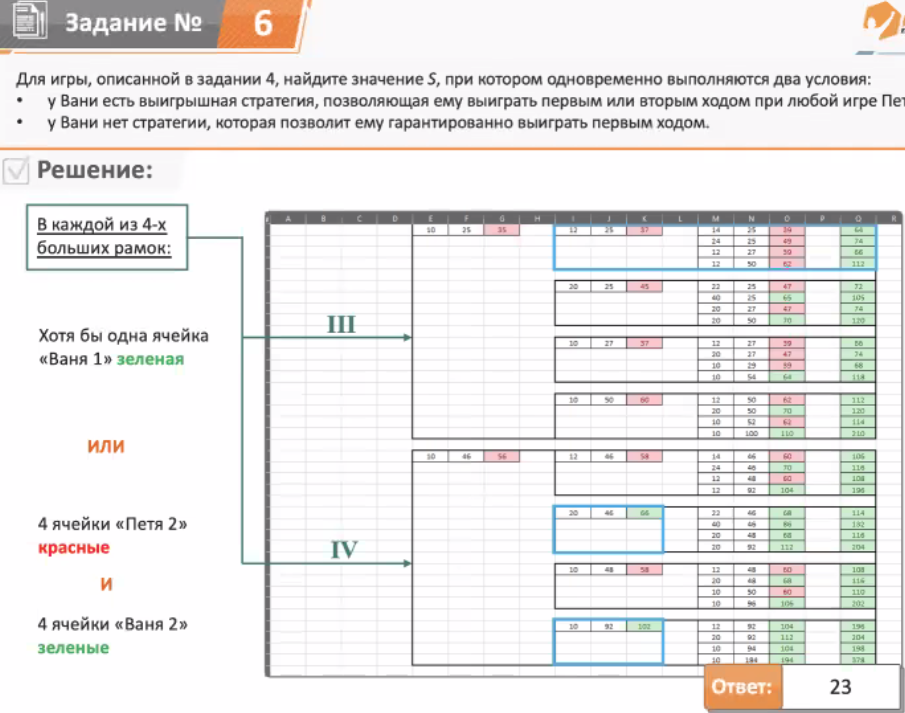 Задание № 6
Для игры, описанной в задании 4, найдите значение S, при котором одновременно выполняются два условия:
• у Вани есть выигрышная стратегия, позволяющая ему выиграть первым или вторым ходом при любой игре Пет
• у Вани нет стратегии, которая позволит ему гарантированно выиграть первым ходом.
Решение:
В каждой из 4-х
больших рамок:
Хотя бы одна ячейка
«Ваня 1» зеленая
или
4 ячейки «Петя 2»
красные
и
4 ячейки «Ваня 2»
зеленые
III
IV
A B C D E F G H I J K L M N O P Q R
10 25 35 12 25 37 14 25 39 64
24 25 49 74
12 27 39 66
12 50 62 112
20 25 45 22 25 47 72
40 25 65 105
20 27 47 74
20 50 70 120
10 27 37 12 27 39 66
20 27 47 74
10 29 39 68
10 54 64 118
10 50 60 12 50 62 112
20 50 70 120
10 52 62 114
10 100 110 210
10 46 56 12 46 58 14 46 60 106
24 46 70 116
12 48 60 108
12 92 104 196
20 46 66 22 46 68 114
40 46 86 132
20 48 68 116
20 92 112 204
10 48 58 12 48 60 108
20 48 68 116
10 50 60 110
10 96 106 202
10 92 102 12 92 104 196
20 92 112 204
10 94 104 198
10 184 194 378
Ответ: 23